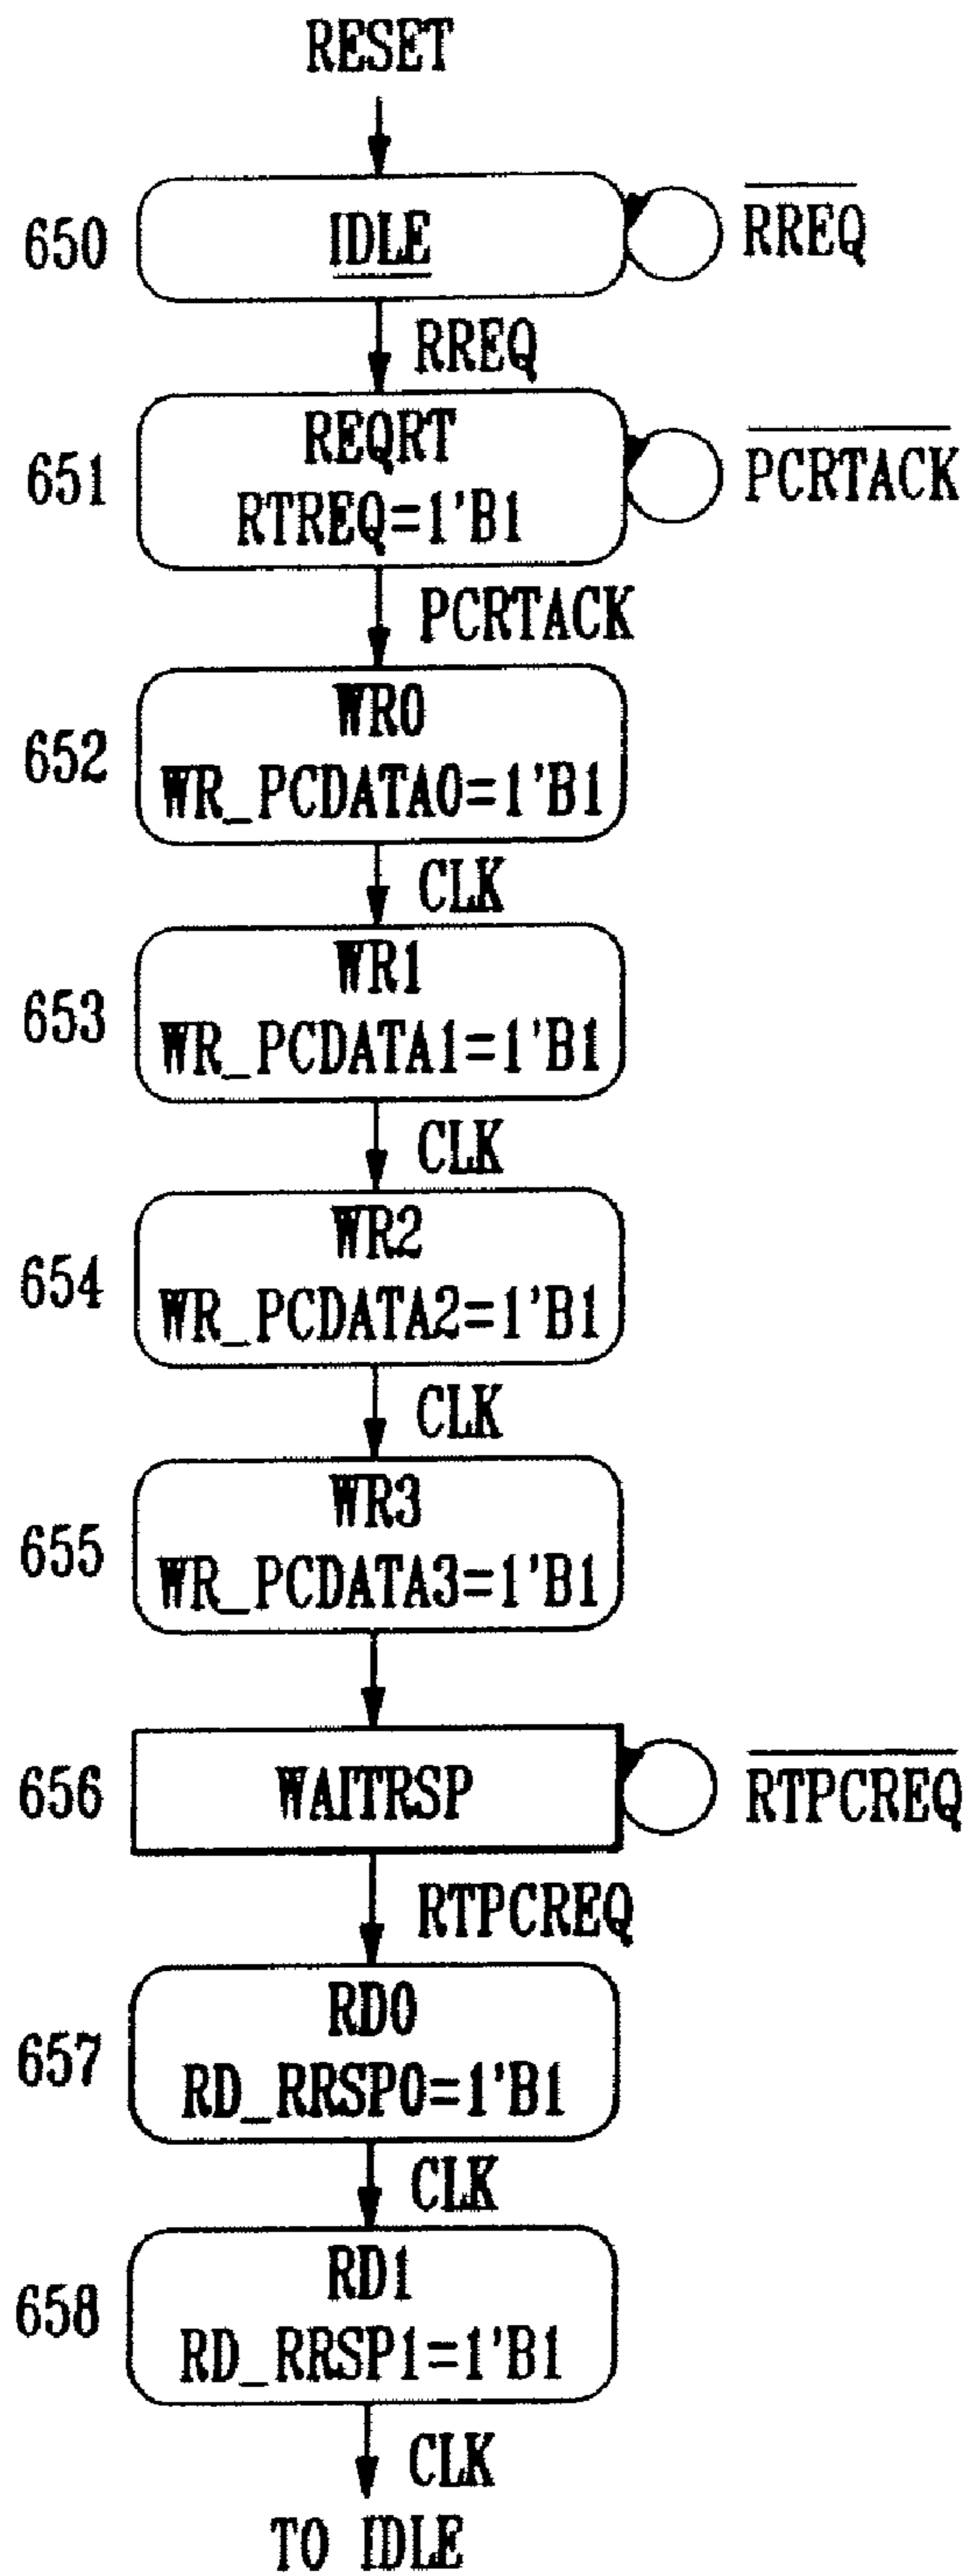 RESET
650
IDLE
RREQ
RREQ
651
REQRT
RTREQ=1'B1
PCRTACK
PCRTACK
652
WR0
WR_PCDATA0=1'B1
CLK
653
WR1
WR_PCDATA1=1'B1
CLK
654
WR2
WR_PCDATA2=1'B1
CLK
655
WR3
WR_PCDATA3=1'B1
656
WAITRSP
RTPCREQ
RTPCREQ
657
RD0
RD_RRSP0=1'B1
CLK
658
RD1
RD_RRSP1=1'B1
CLK
TO IDLE